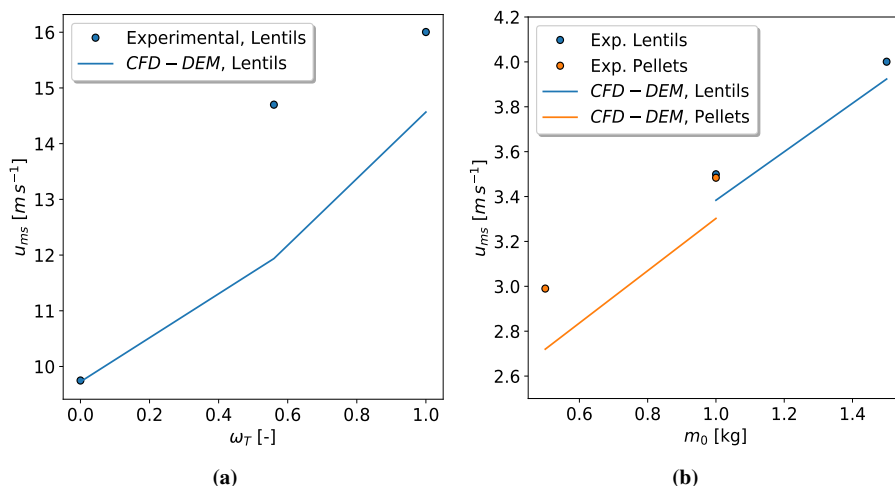 Experimental, Lentils
CFD − DEM, Lentils
16
15
14
13
12
11
10
u_ms [m s⁻¹]
0.0 0.2 0.4 0.6 0.8 1.0
ω_T [-]
(a)
Exp. Lentils
Exp. Pellets
CFD − DEM, Lentils
CFD − DEM, Pellets
4.2
4.0
3.8
3.6
3.4
3.2
3.0
2.8
2.6
u_ms [m s⁻¹]
0.6 0.8 1.0 1.2 1.4
m₀ [kg]
(b)